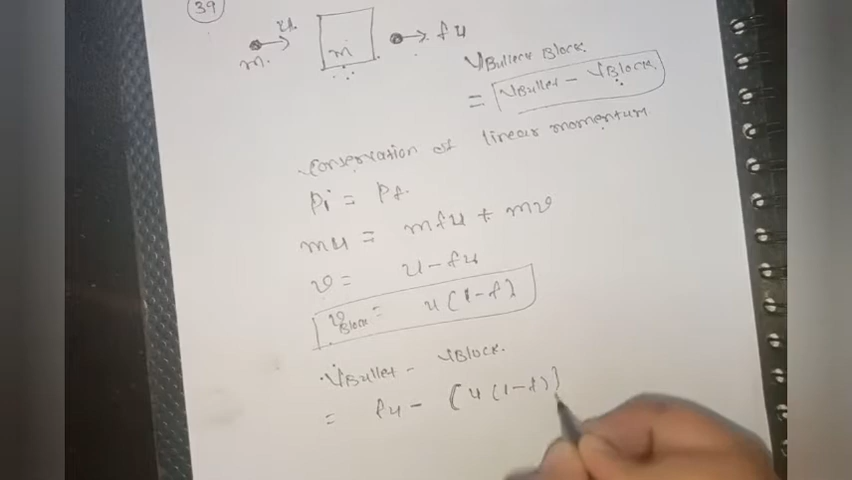 39
u
m. m fu
VBullet Block.
= VBullet - VBlock.
Conservation of linear momentum
Pi = Pf.
mu = mfu + mv
v = u - fu
vBlock = u(1-f)
VBullet - VBlock.
= fu - [u(1-f)]